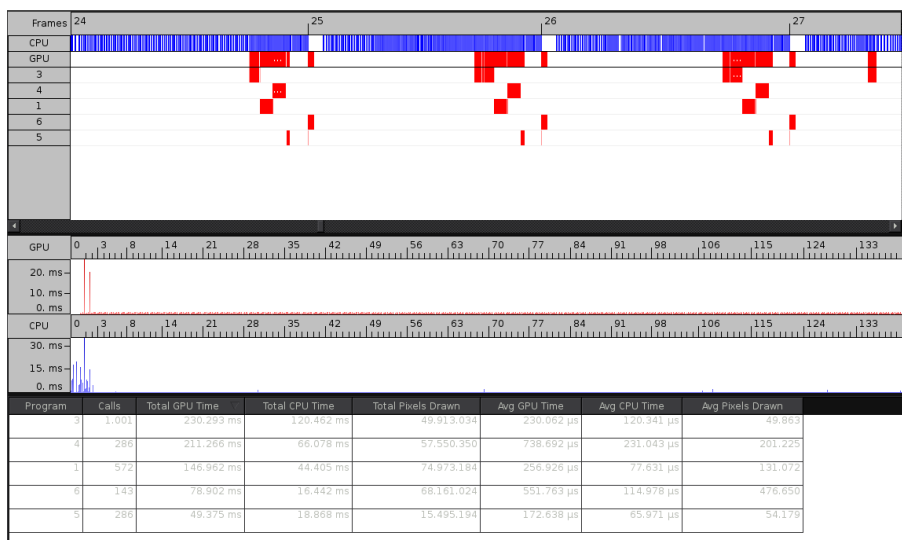 Frames 24 25 26 27
CPU
GPU ...
3 ...
4 ...
1
6
5
GPU 0 3 8 14 21 28 35 42 49 56 63 70 77 84 91 98 106 115 124 133
20. ms
10. ms
0. ms
CPU 0 3 8 14 21 28 35 42 49 56 63 70 77 84 91 98 106 115 124 133
30. ms
15. ms
0. ms
Program Calls Total GPU Time Total CPU Time Total Pixels Drawn Avg GPU Time Avg CPU Time Avg Pixels Drawn
3 1.001 230.293 ms 120.462 ms 49.913.034 230.062 µs 120.341 µs 49.863
4 286 211.266 ms 66.078 ms 57.550.350 738.692 µs 231.043 µs 201.225
1 572 146.962 ms 44.405 ms 74.973.184 256.926 µs 77.631 µs 131.072
6 143 78.902 ms 16.442 ms 68.161.024 551.763 µs 114.978 µs 476.650
5 286 49.375 ms 18.868 ms 15.495.194 172.638 µs 65.971 µs 54.179